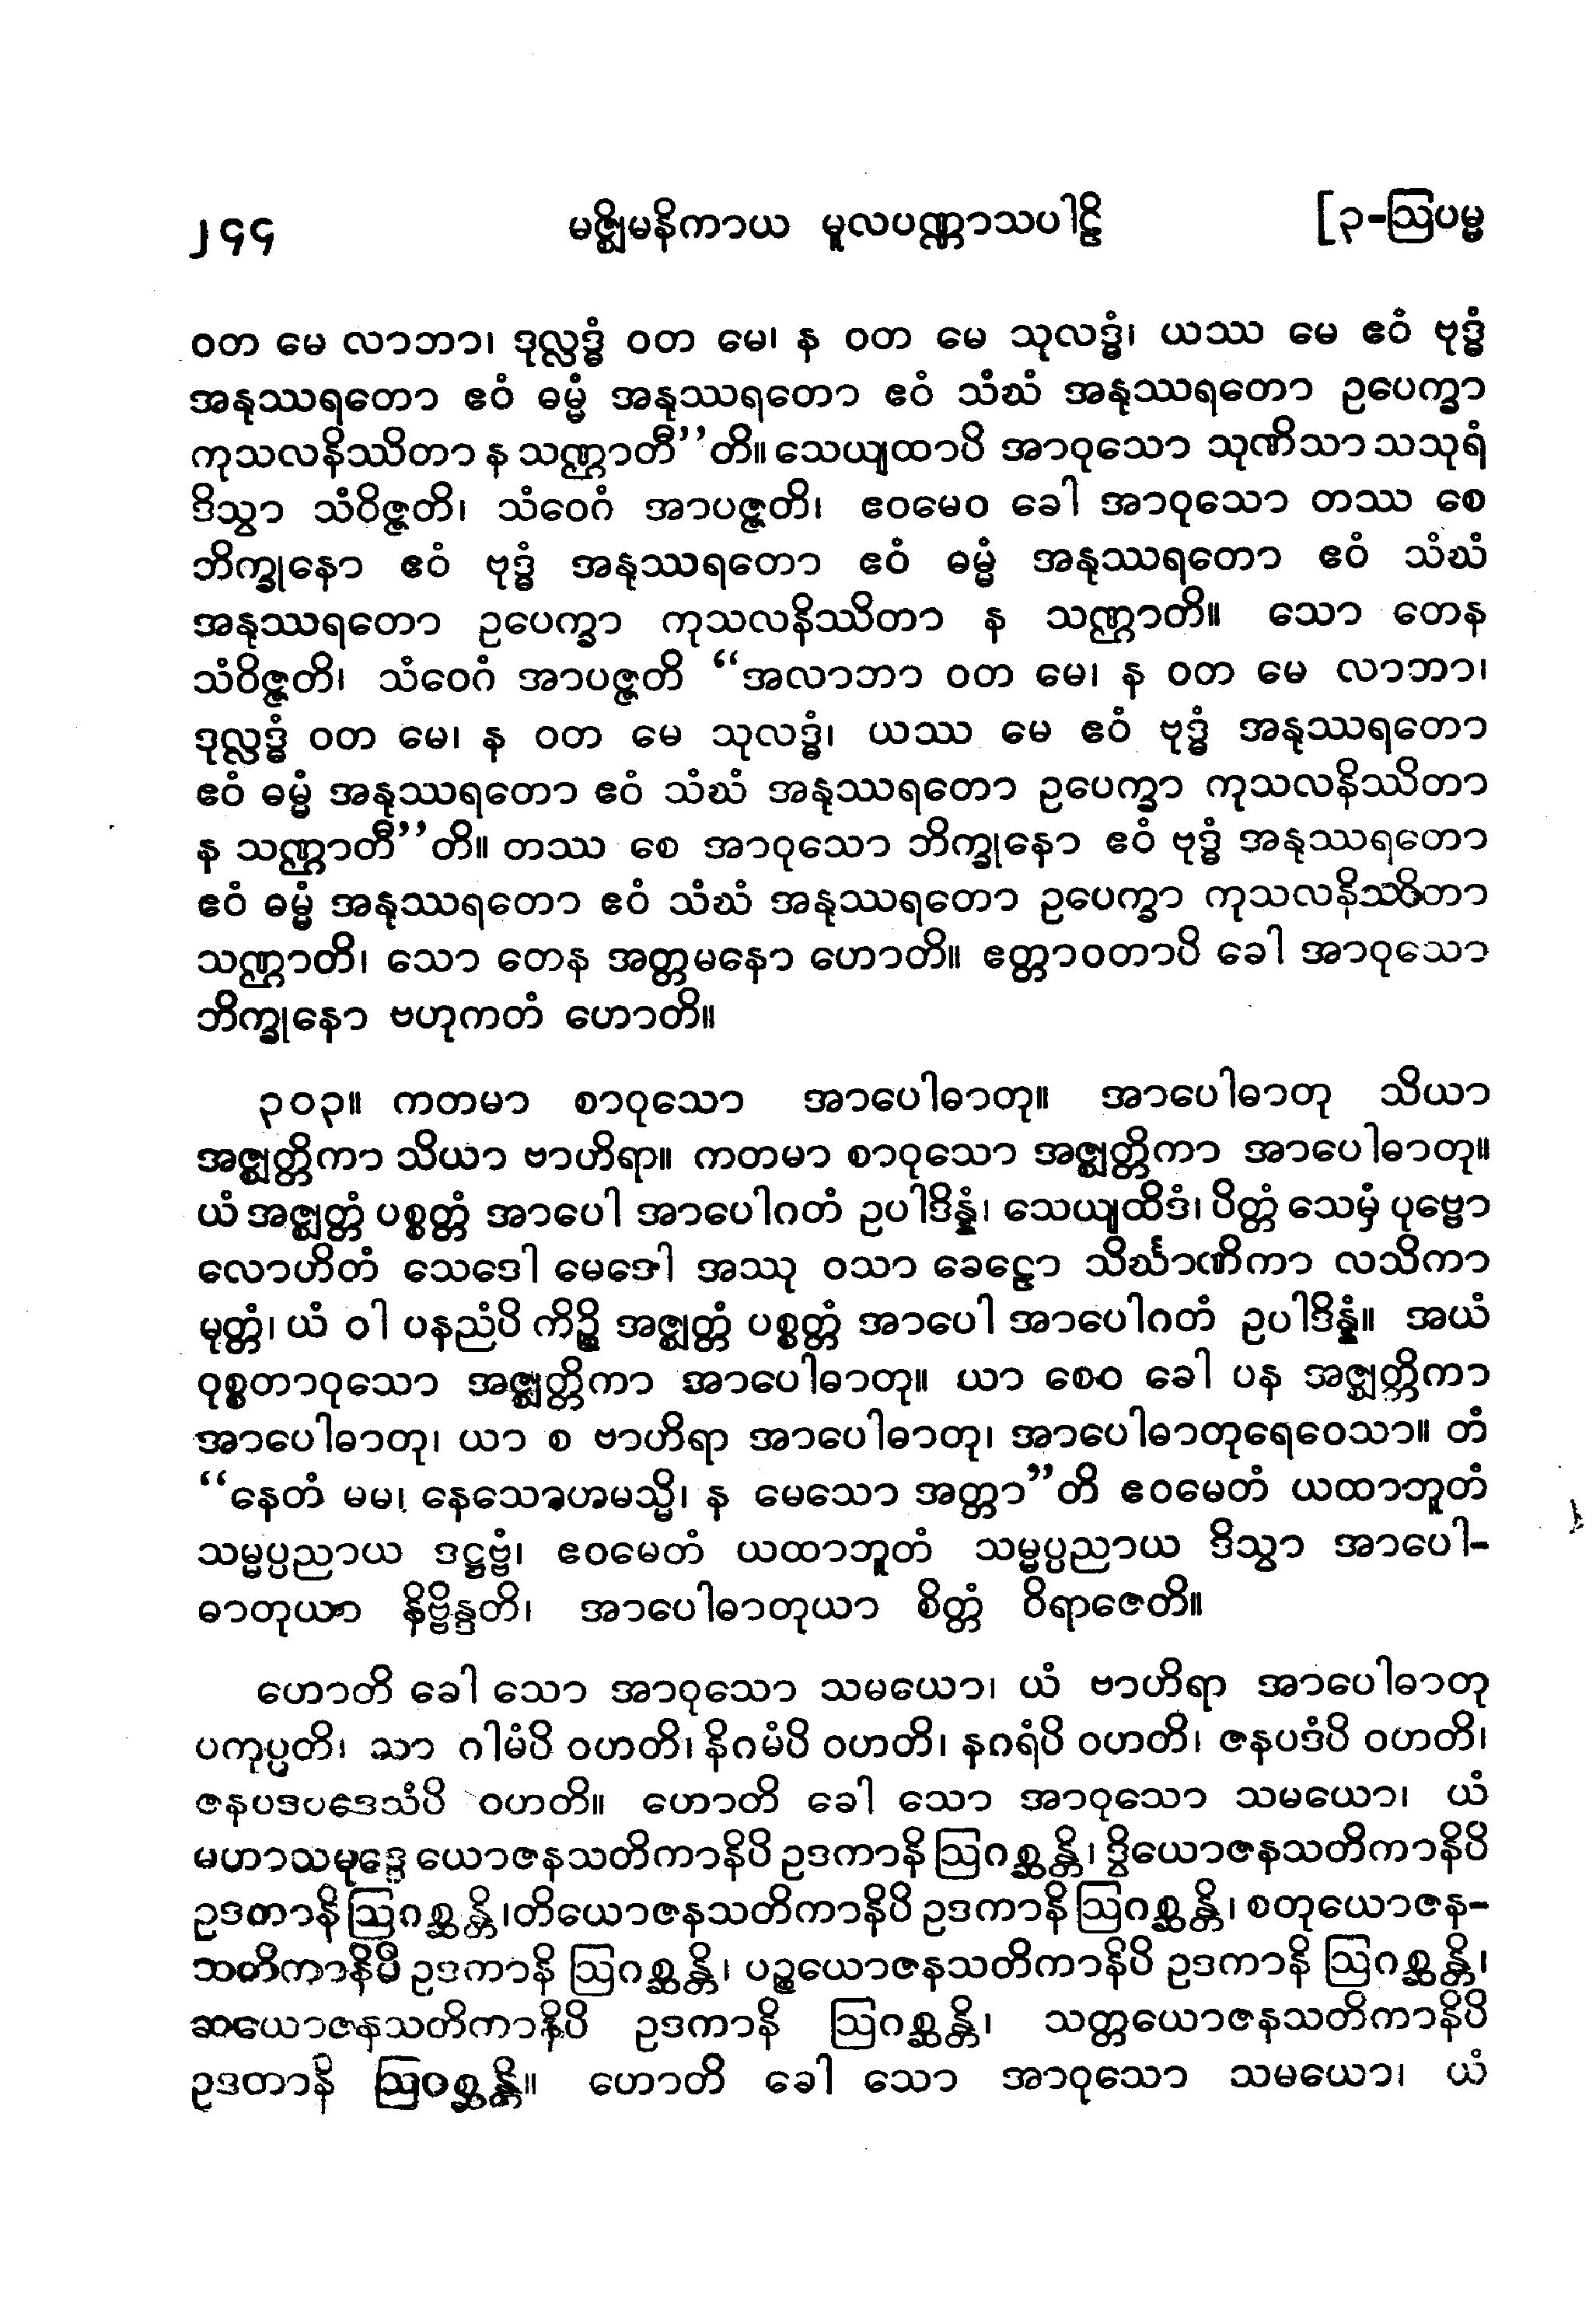 ၂၄၄ မဇ္ဈိမနိကာယ မူလပဏ္ဏာသပါဠိ [၃-ဩပမ္မ
ဝတ မေ လာဘာ၊ ဒုလ္လဒ္ဓံ ဝတ မေ၊ န ဝတ မေ သုလဒ္ဓံ၊ ယဿ မေ ဧဝံ ဗုဒ္ဓံ
အနုဿရတော ဧဝံ ဓမ္မံ အနုဿရတော ဧဝံ သံဃံ အနုဿရတော ဥပေက္ခာ
ကုသလနိဿိတာ န သဏ္ဌာတီ’’တိ။ သေယျထာပိ အာဝုသော သုဏိသာ သသုရံ
ဒိသွာ သံဝိဇ္ဇတိ၊ သံဝေဂံ အာပဇ္ဇတိ၊ ဧဝမေဝ ခေါ အာဝုသော တဿ စေ
ဘိက္ခုနော ဧဝံ ဗုဒ္ဓံ အနုဿရတော ဧဝံ ဓမ္မံ အနုဿရတော ဧဝံ သံဃံ
အနုဿရတော ဥပေက္ခာ ကုသလနိဿိတာ န သဏ္ဌာတိ။ သော တေန
သံဝိဇ္ဇတိ၊ သံဝေဂံ အာပဇ္ဇတိ “အလာဘာ ဝတ မေ၊ န ဝတ မေ လာဘာ၊
ဒုလ္လဒ္ဓံ ဝတ မေ၊ န ဝတ မေ သုလဒ္ဓံ၊ ယဿ မေ ဧဝံ ဗုဒ္ဓံ အနုဿရတော
ဧဝံ ဓမ္မံ အနုဿရတော ဧဝံ သံဃံ အနုဿရတော ဥပေက္ခာ ကုသလနိဿိတာ
န သဏ္ဌာတီ’’တိ။ တဿ စေ အာဝုသော ဘိက္ခုနော ဧဝံ ဗုဒ္ဓံ အနုဿရတော
ဧဝံ ဓမ္မံ အနုဿရတော ဧဝံ သံဃံ အနုဿရတော ဥပေက္ခာ ကုသလနိဿိတာ
သဏ္ဌာတိ၊ သော တေန အတ္တမနော ဟောတိ။ ဧတ္တာဝတာပိ ခေါ အာဝုသော
ဘိက္ခုနော ဗဟုကတံ ဟောတိ။
၃၀၃။ ကတမာ စာဝုသော အာပေါဓာတု။ အာပေါဓာတု သိယာ
အဇ္ဈတ္တိကာ သိယာ ဗာဟိရာ။ ကတမာ စာဝုသော အဇ္ဈတ္တိကာ အာပေါဓာတု။
ယံ အဇ္ဈတ္တံ ပစ္စတ္တံ အာပေါ အာပေါဂတံ ဥပါဒိန္နံ၊ သေယျထိဒံ၊ ပိတ္တံ သေမှံ ပုဗ္ဗော
လောဟိတံ သေဒေါ မေဒေါ အဿု ဝသာ ခေဠော သိင်္ဃာဏိကာ လသိကာ
မုတ္တံ၊ ယံ ဝါ ပနညံပိ ကိဉ္စိ အဇ္ဈတ္တံ ပစ္စတ္တံ အာပေါ အာပေါဂတံ ဥပါဒိန္နံ။ အယံ
ဝုစ္စတာဝုသော အဇ္ဈတ္တိကာ အာပေါဓာတု။ ယာ စေဝ ခေါ ပန အဇ္ဈတ္တိကာ
အာပေါဓာတု၊ ယာ စ ဗာဟိရာ အာပေါဓာတု၊ အာပေါဓာတုရေဝေသာ။ တံ
“နေတံ မမ၊ နေသောဟမသ္မိ၊ န မေသော အတ္တာ”တိ ဧဝမေတံ ယထာဘူတံ
သမ္မပ္ပညာယ ဒဋ္ဌဗ္ဗံ၊ ဧဝမေတံ ယထာဘူတံ သမ္မပ္ပညာယ ဒိသွာ အာပေါ-
ဓာတုယာ နိဗ္ဗိန္ဒတိ၊ အာပေါဓာတုယာ စိတ္တံ ဝိရာဇေတိ။
ဟောတိ ခေါ သော အာဝုသော သမယော၊ ယံ ဗာဟိရာ အာပေါဓာတု
ပကုပ္ပတိ၊ သာ ဂါမံပိ ဝဟတိ၊ နိဂမံပိ ဝဟတိ၊ နဂရံပိ ဝဟတိ၊ ဇနပဒံပိ ဝဟတိ၊
ဇနပဒပဒေသံပိ ဝဟတိ။ ဟောတိ ခေါ သော အာဝုသော သမယော၊ ယံ
မဟာသမုဒ္ဒေ ယောဇနသတိကာနိပိ ဥဒကာနိ ဩဂစ္ဆန္တိ၊ ဒွိယောဇနသတိကာနိပိ
ဥဒကာနိ ဩဂစ္ဆန္တိ၊တိယောဇနသတိကာနိပိ ဥဒကာနိ ဩဂစ္ဆန္တိ၊ စတုယောဇန-
သတိကာနိပိ ဥဒကာနိ ဩဂစ္ဆန္တိ၊ ပဉ္စယောဇနသတိကာနိပိ ဥဒကာနိ ဩဂစ္ဆန္တိ၊
ဆယောဇနသတိကာနိပိ ဥဒကာနိ ဩဂစ္ဆန္တိ၊ သတ္တယောဇနသတိကာနိပိ
ဥဒကာနိ ဩဂစ္ဆန္တိ။ ဟောတိ ခေါ သော အာဝုသော သမယော၊ ယံ